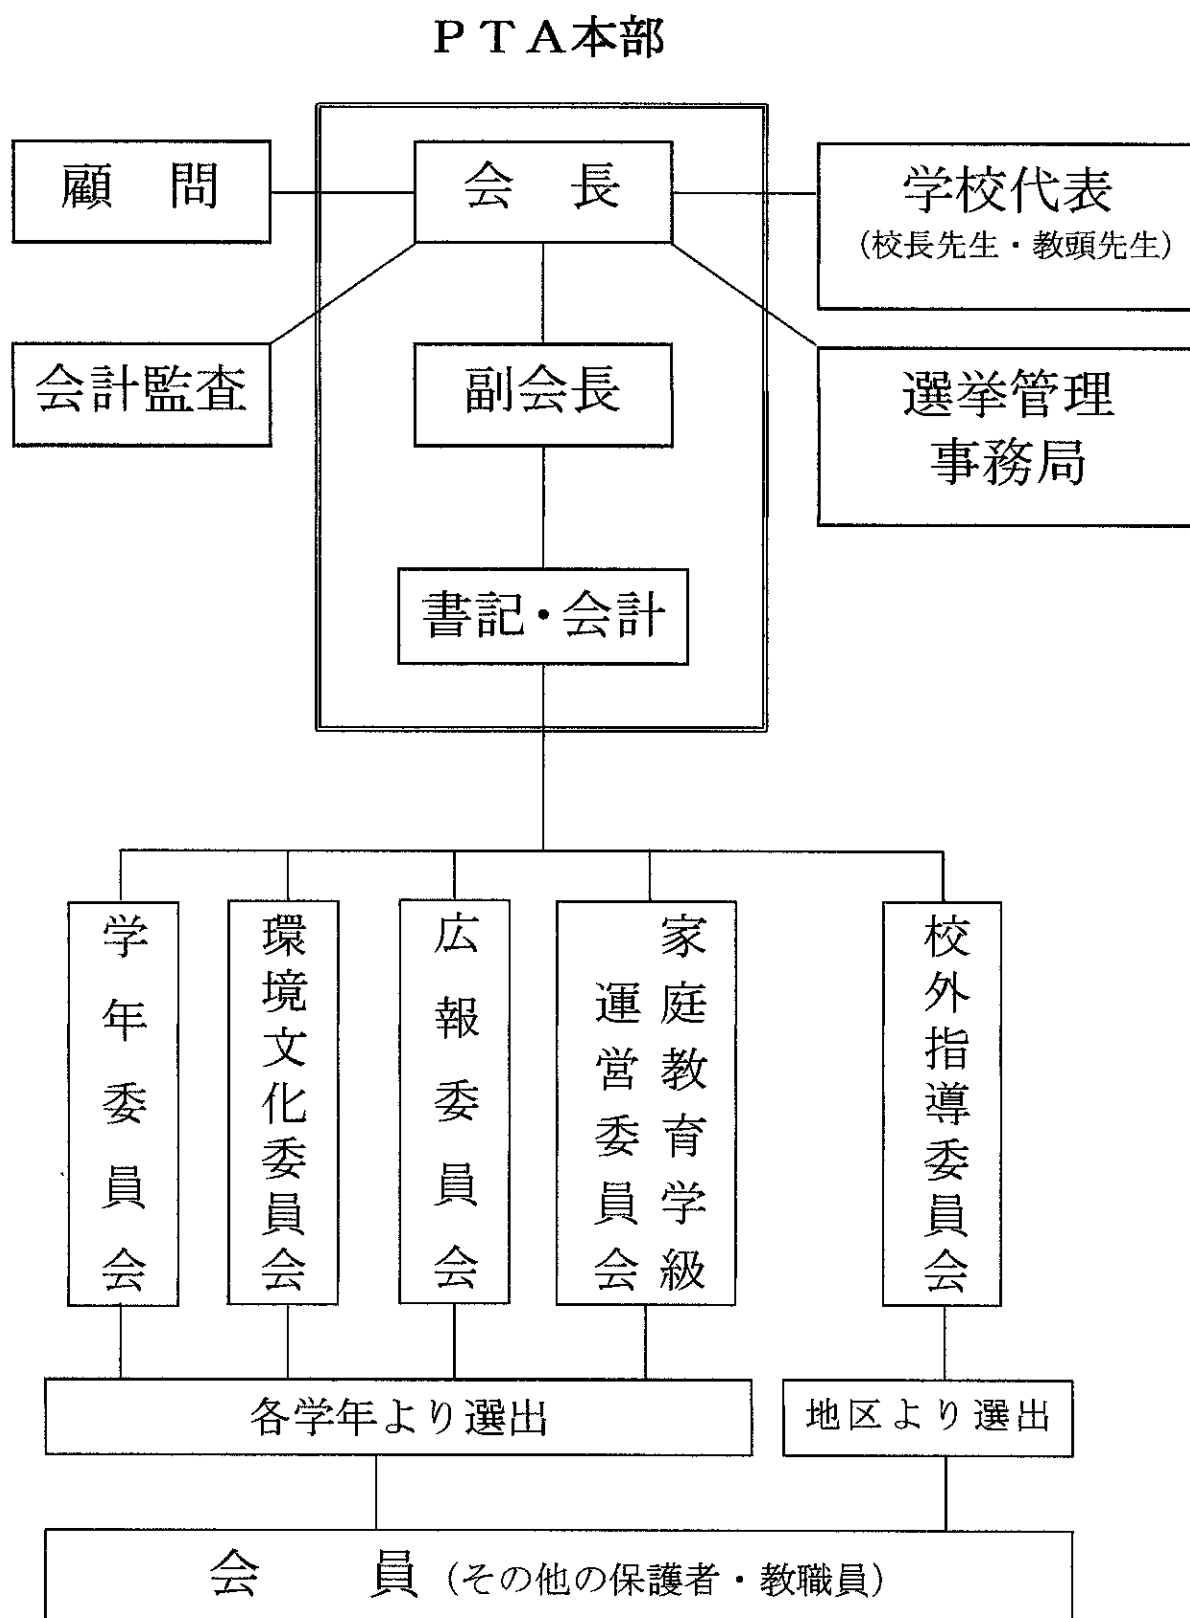 ＰＴＡ本部
顧　問
会　長
学校代表
（校長先生・教頭先生）
会計監査
副会長
選挙管理
事務局
書記・会計
学年委員会
環境文化委員会
広報委員会
家庭教育学級
運営委員会
校外指導委員会
各学年より選出
地区より選出
会　　員（その他の保護者・教職員）